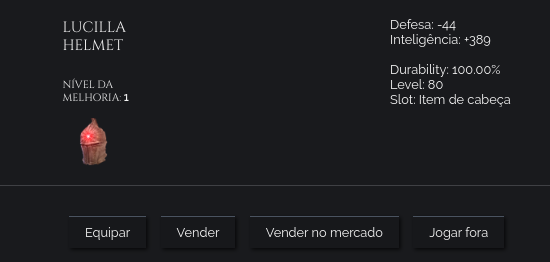 LUCILLA
HELMET
NÍVEL DA
MELHORIA: 1
Defesa: -44
Inteligência: +389
Durability: 100.00%
Level: 80
Slot: Item de cabeça
Equipar
Vender
Vender no mercado
Jogar fora